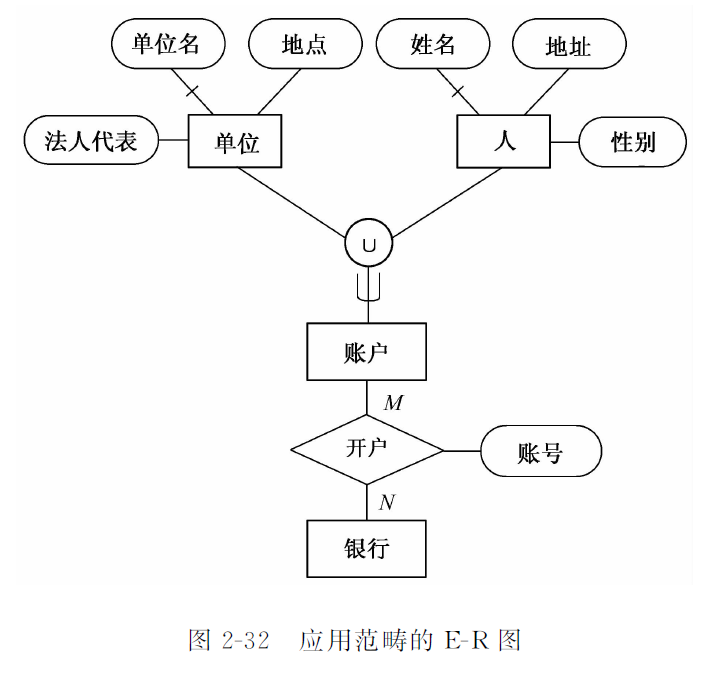 单位名 地点 姓名 地址
法人代表 单位 人 性别
U
账户
M
开户 账号
N
银行
图 2-32 应用范畴的 E-R 图